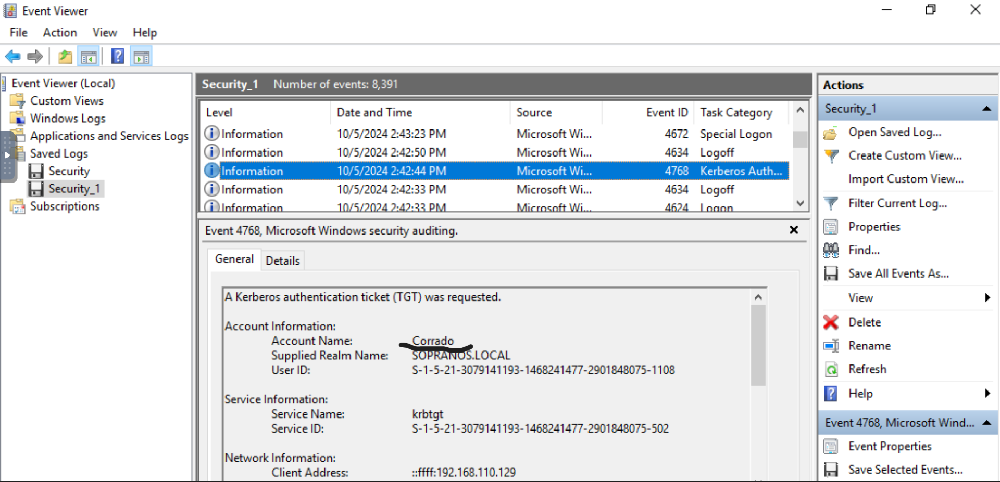 Event Viewer
File Action View Help
Event Viewer (Local)
Custom Views
Windows Logs
Applications and Services Logs
Saved Logs
Security
Security_1
Subscriptions
Security_1 Number of events: 8,391
Level Date and Time Source Event ID Task Category
Information 10/5/2024 2:43:23 PM Microsoft Wi... 4672 Special Logon
Information 10/5/2024 2:42:50 PM Microsoft Wi... 4634 Logoff
Information 10/5/2024 2:42:44 PM Microsoft Wi... 4768 Kerberos Auth...
Information 10/5/2024 2:42:33 PM Microsoft Wi... 4634 Logoff
Information 10/5/2024 2:42:33 PM Microsoft Wi... 4624 Logon
Event 4768, Microsoft Windows security auditing.
General Details
A Kerberos authentication ticket (TGT) was requested.
Account Information:
Account Name: Corrado
Supplied Realm Name: SOPRANOS.LOCAL
User ID: S-1-5-21-3079141193-1468241477-2901848075-1108
Service Information:
Service Name: krbtgt
Service ID: S-1-5-21-3079141193-1468241477-2901848075-502
Network Information:
Client Address: ::ffff:192.168.110.129
Actions
Security_1
Open Saved Log...
Create Custom View...
Import Custom View...
Filter Current Log...
Properties
Find...
Save All Events As...
View
Delete
Rename
Refresh
Help
Event 4768, Microsoft Wind...
Event Properties
Save Selected Events...